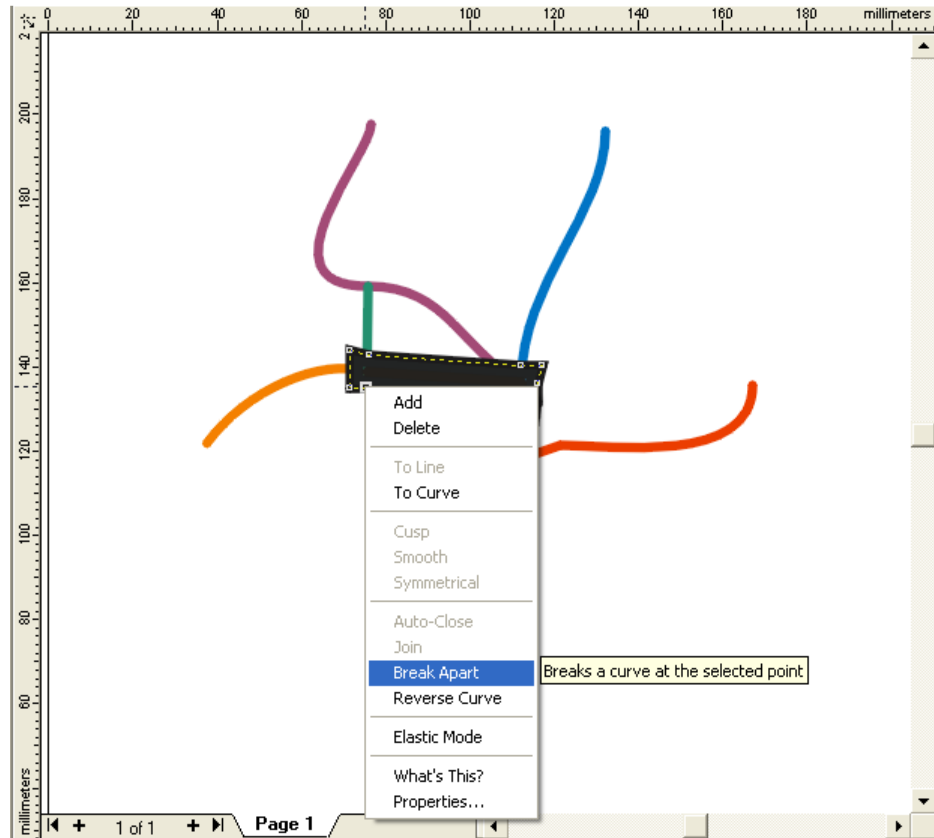 0 20 40 60 80 100 120 140 160 180 millimeters
200
180
160
140
120
100
80
60
millimeters
Add
Delete
To Line
To Curve
Cusp
Smooth
Symmetrical
Auto-Close
Join
Break Apart
Breaks a curve at the selected point
Reverse Curve
Elastic Mode
What's This?
Properties...
1 of 1
Page 1